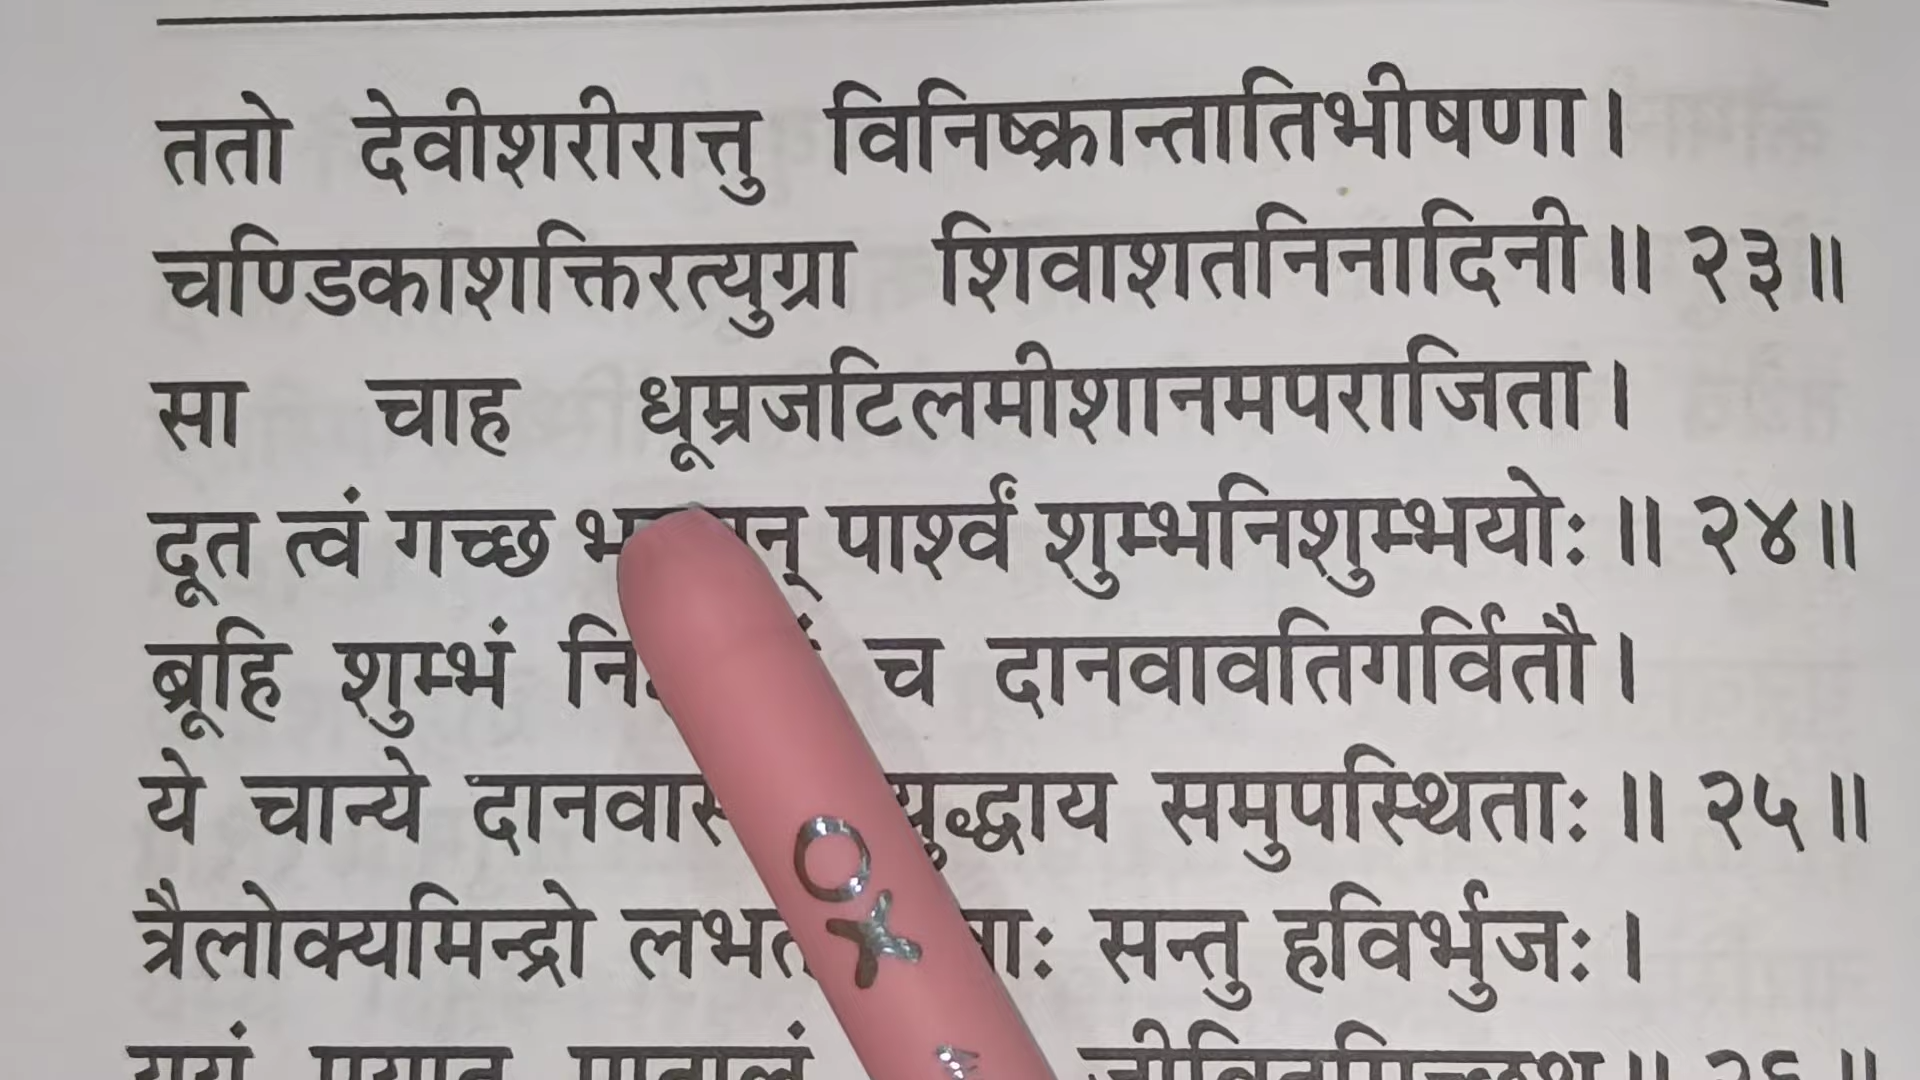 ततो देवीशरीरात्तु विनिष्क्रान्तातिभीषणा।
चण्डिकाशक्तिरत्युग्रा शिवाशतनिनादिनी॥ २३॥
सा चाह धूम्रजटिलमीशानमपराजिता।
दूत त्वं गच्छ पार्श्वं शुम्भनिशुम्भयोः॥ २४॥
ब्रूहि शुम्भं च दानवावतिगर्वितौ।
ये चान्ये युद्धाय समुपस्थिताः॥ २५॥
त्रैलोक्यमिन्द्रो सन्तु हविर्भुजः।